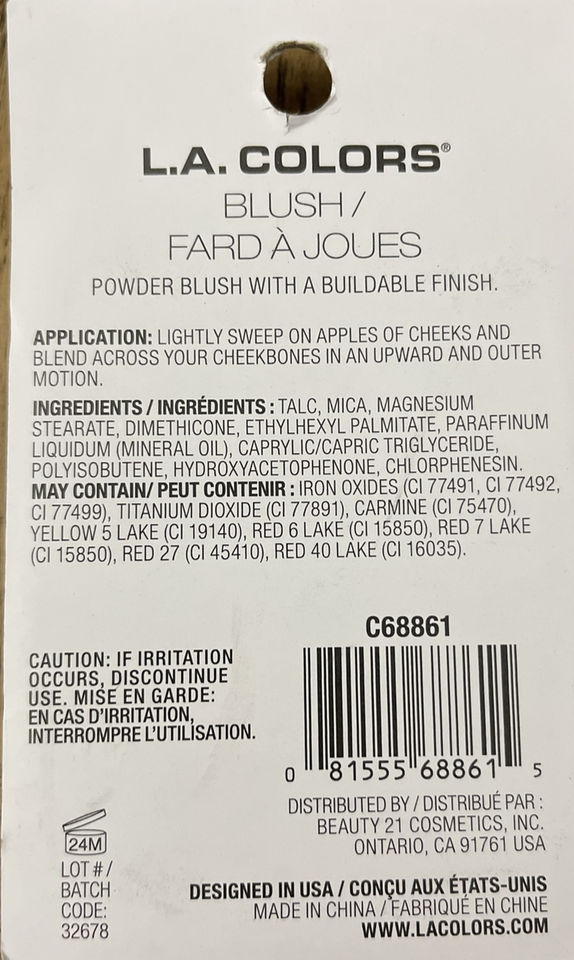 L.A. COLORS®
BLUSH /
FARD À JOUES
POWDER BLUSH WITH A BUILDABLE FINISH.
APPLICATION: LIGHTLY SWEEP ON APPLES OF CHEEKS AND
BLEND ACROSS YOUR CHEEKBONES IN AN UPWARD AND OUTER
MOTION.
INGREDIENTS / INGRÉDIENTS : TALC, MICA, MAGNESIUM
STEARATE, DIMETHICONE, ETHYLHEXYL PALMITATE, PARAFFINUM
LIQUIDUM (MINERAL OIL), CAPRYLIC/CAPRIC TRIGLYCERIDE,
POLYISOBUTENE, HYDROXYACETOPHENONE, CHLORPHENESIN.
MAY CONTAIN/ PEUT CONTENIR : IRON OXIDES (CI 77491, CI 77492,
CI 77499), TITANIUM DIOXIDE (CI 77891), CARMINE (CI 75470),
YELLOW 5 LAKE (CI 19140), RED 6 LAKE (CI 15850), RED 7 LAKE
(CI 15850), RED 27 (CI 45410), RED 40 LAKE (CI 16035).
CAUTION: IF IRRITATION
OCCURS, DISCONTINUE
USE. MISE EN GARDE:
EN CAS D'IRRITATION,
INTERROMPRE L'UTILISATION.
C68861
0 81555 68861 5
DISTRIBUTED BY / DISTRIBUÉ PAR :
BEAUTY 21 COSMETICS, INC.
ONTARIO, CA 91761 USA
24M
LOT # /
BATCH
CODE:
32678
DESIGNED IN USA / CONÇU AUX ÉTATS-UNIS
MADE IN CHINA / FABRIQUÉ EN CHINE
WWW.LACOLORS.COM